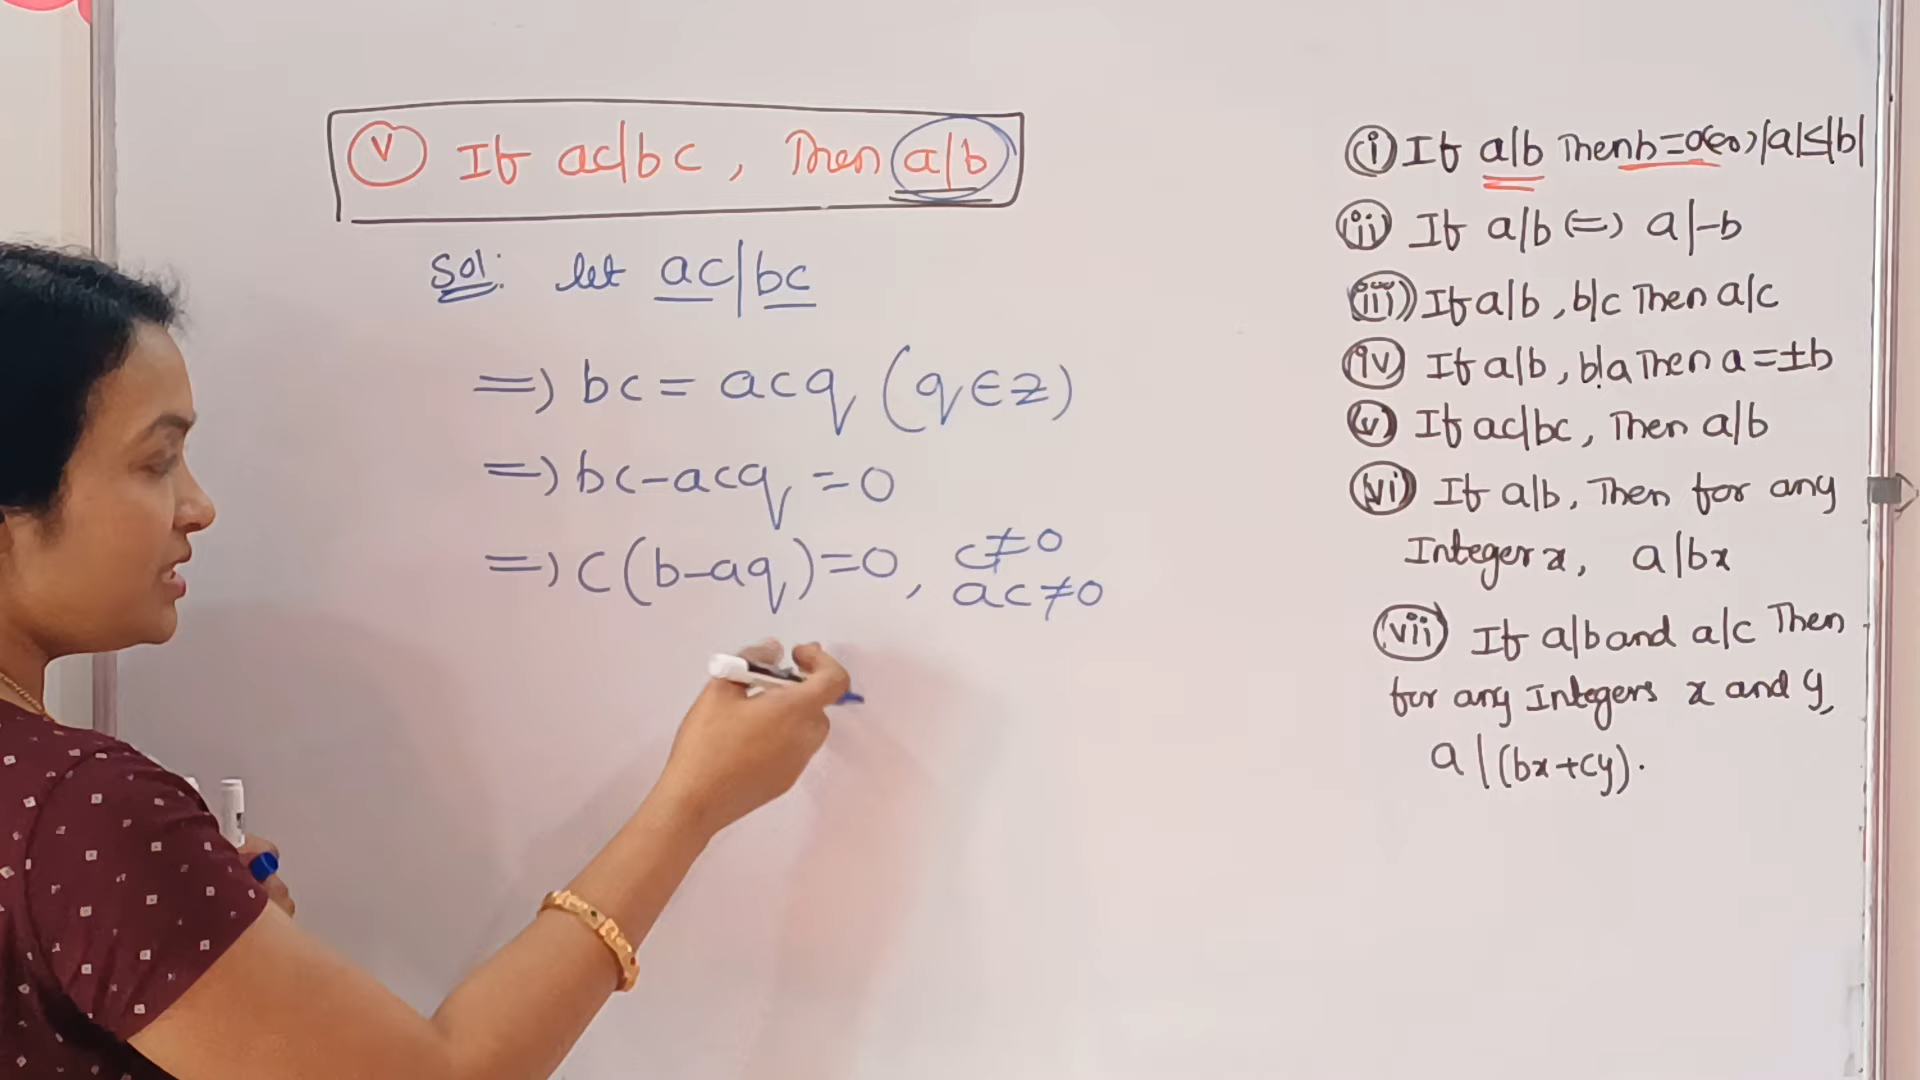 (v) If ac|bc, Then a|b
Sol: let ac|bc
=) bc = acq (q∈z)
=) bc-acq =0
=) c(b-aq)=0, c≠0
ac≠0
(i) If a|b Then b=0 (or) |a|≤|b|
(ii) If a|b (=) a|-b
(iii) If a|b, b|c Then a|c
(iv) If a|b, b|a Then a=±b
(v) If ac|bc, Then a|b
(vi) If a|b, Then for any
Integer x, a|bx
(vii) If a|b and a|c Then
for any Integers x and y,
a|(bx+cy).